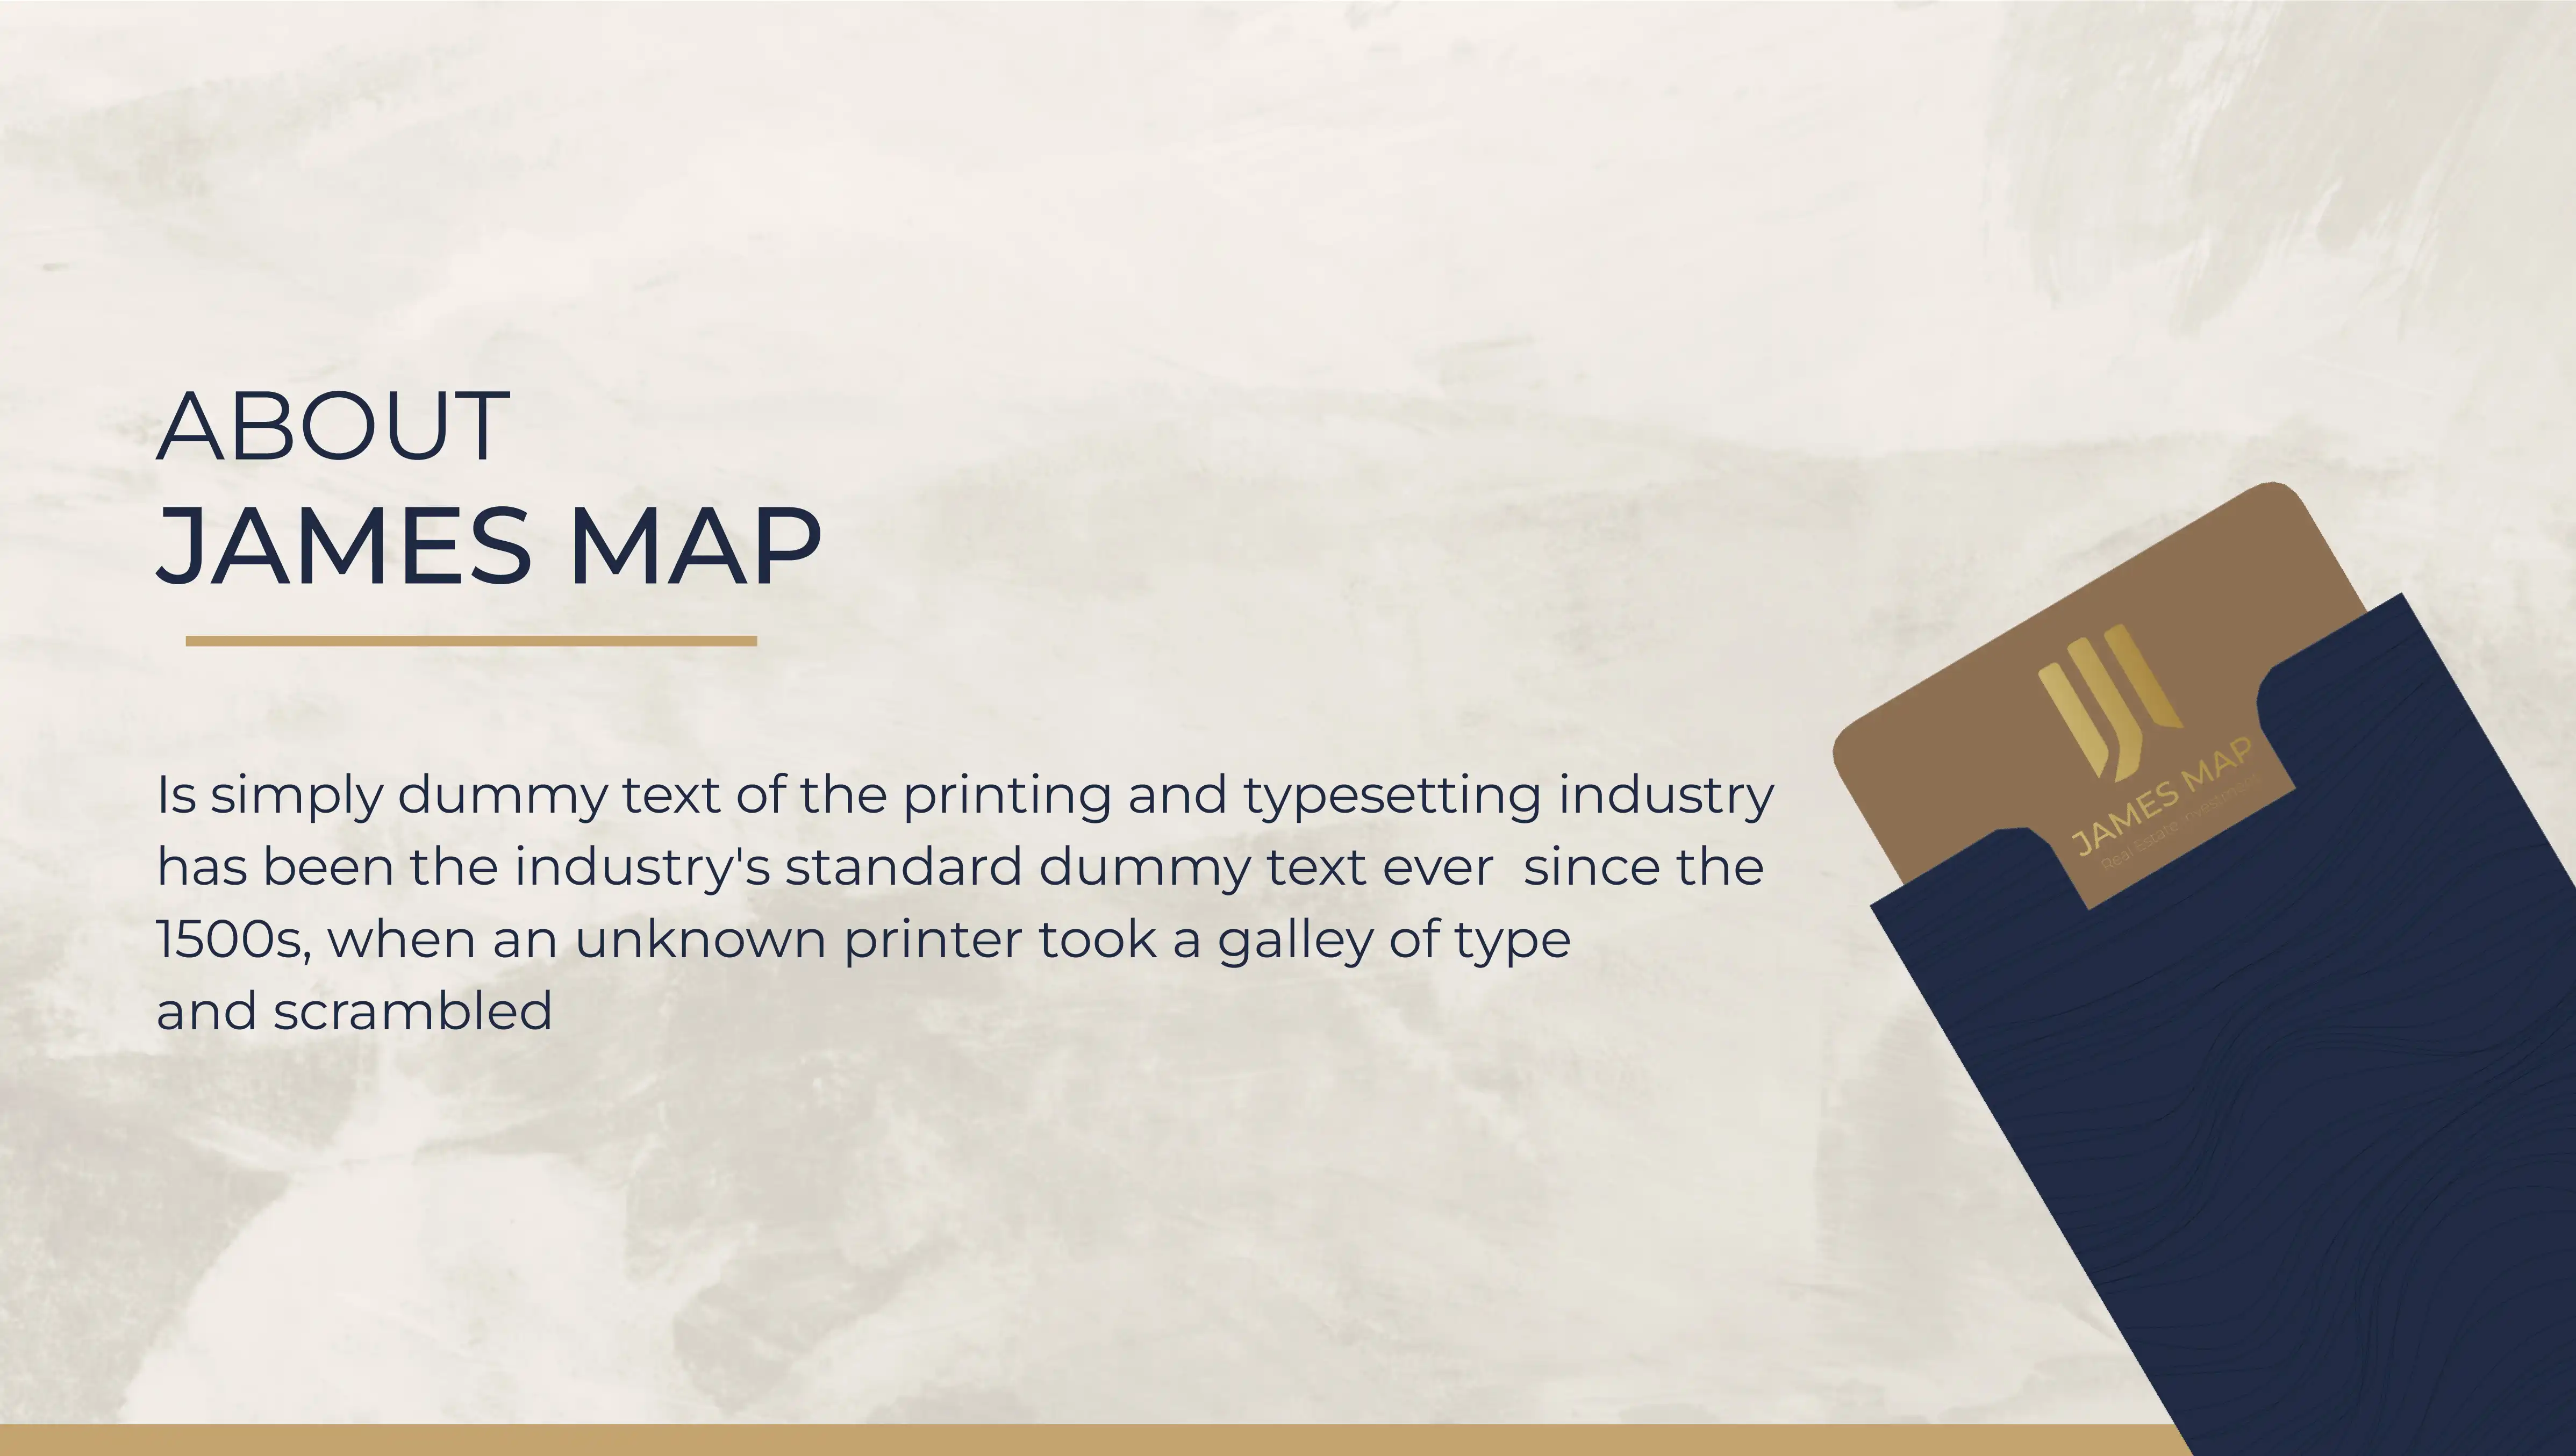 ABOUT
JAMES MAP
Is simply dummy text of the printing and typesetting industry
has been the industry's standard dummy text ever  since the
1500s, when an unknown printer took a galley of type
and scrambled
JAMES MAP
Real Estate Investments